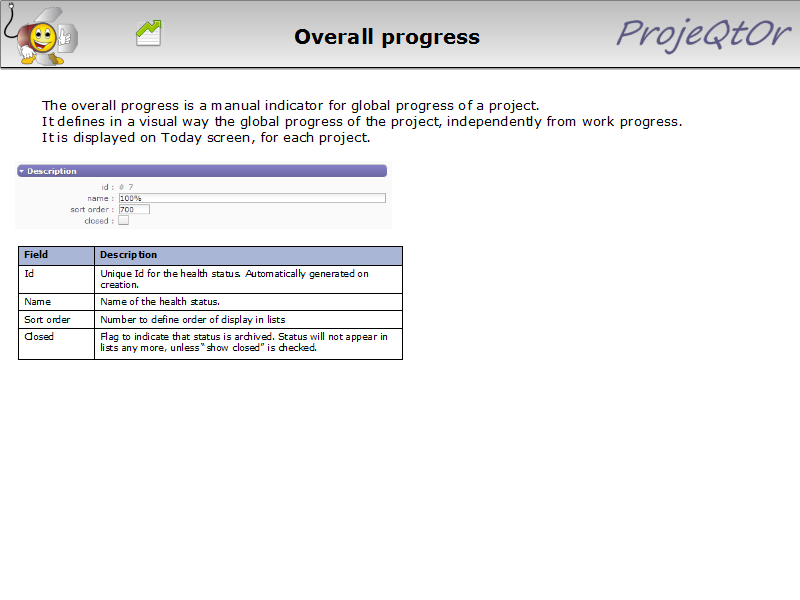 Overall progress
ProjeQtOr
The overall progress is a manual indicator for global progress of a project.
It defines in a visual way the global progress of the project, independently from work progress.
It is displayed on Today screen, for each project.
Description
id : # 7
name : 100%
sort order : 700
closed :
Field Description
Id Unique Id for the health status. Automatically generated on
creation.
Name Name of the health status.
Sort order Number to define order of display in lists
Closed Flag to indicate that status is archived. Status will not appear in
lists any more, unless “show closed” is checked.